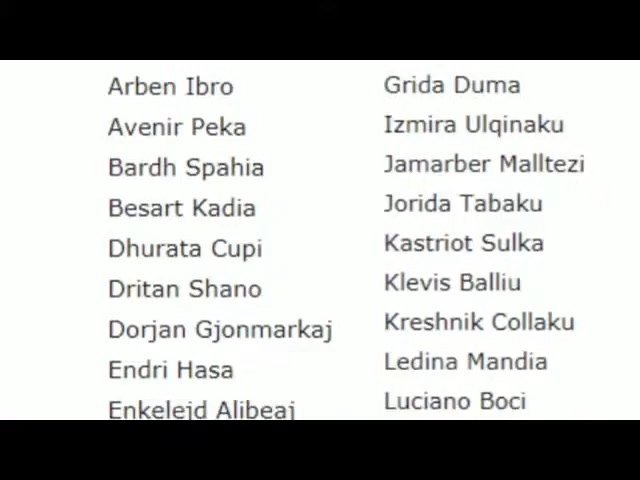 Arben Ibro
Avenir Peka
Bardh Spahia
Besart Kadia
Dhurata Cupi
Dritan Shano
Dorjan Gjonmarkaj
Endri Hasa
Enkelejd Alibeaj
Grida Duma
Izmira Ulqinaku
Jamarber Malltezi
Jorida Tabaku
Kastriot Sulka
Klevis Balliu
Kreshnik Collaku
Ledina Mandia
Luciano Boci